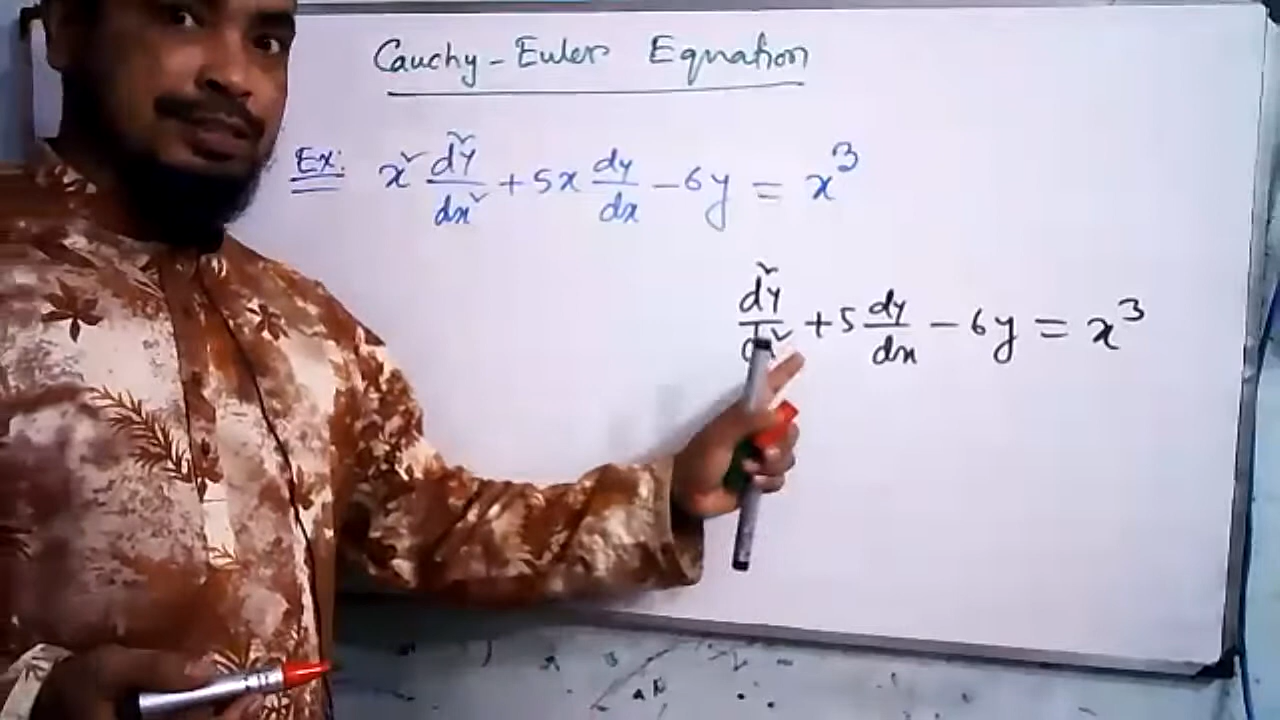 Cauchy-Euler Equation
Ex: x² d²y/dx² + 5x dy/dx - 6y = x³
d²y/dx² + 5 dy/dx - 6y = x³